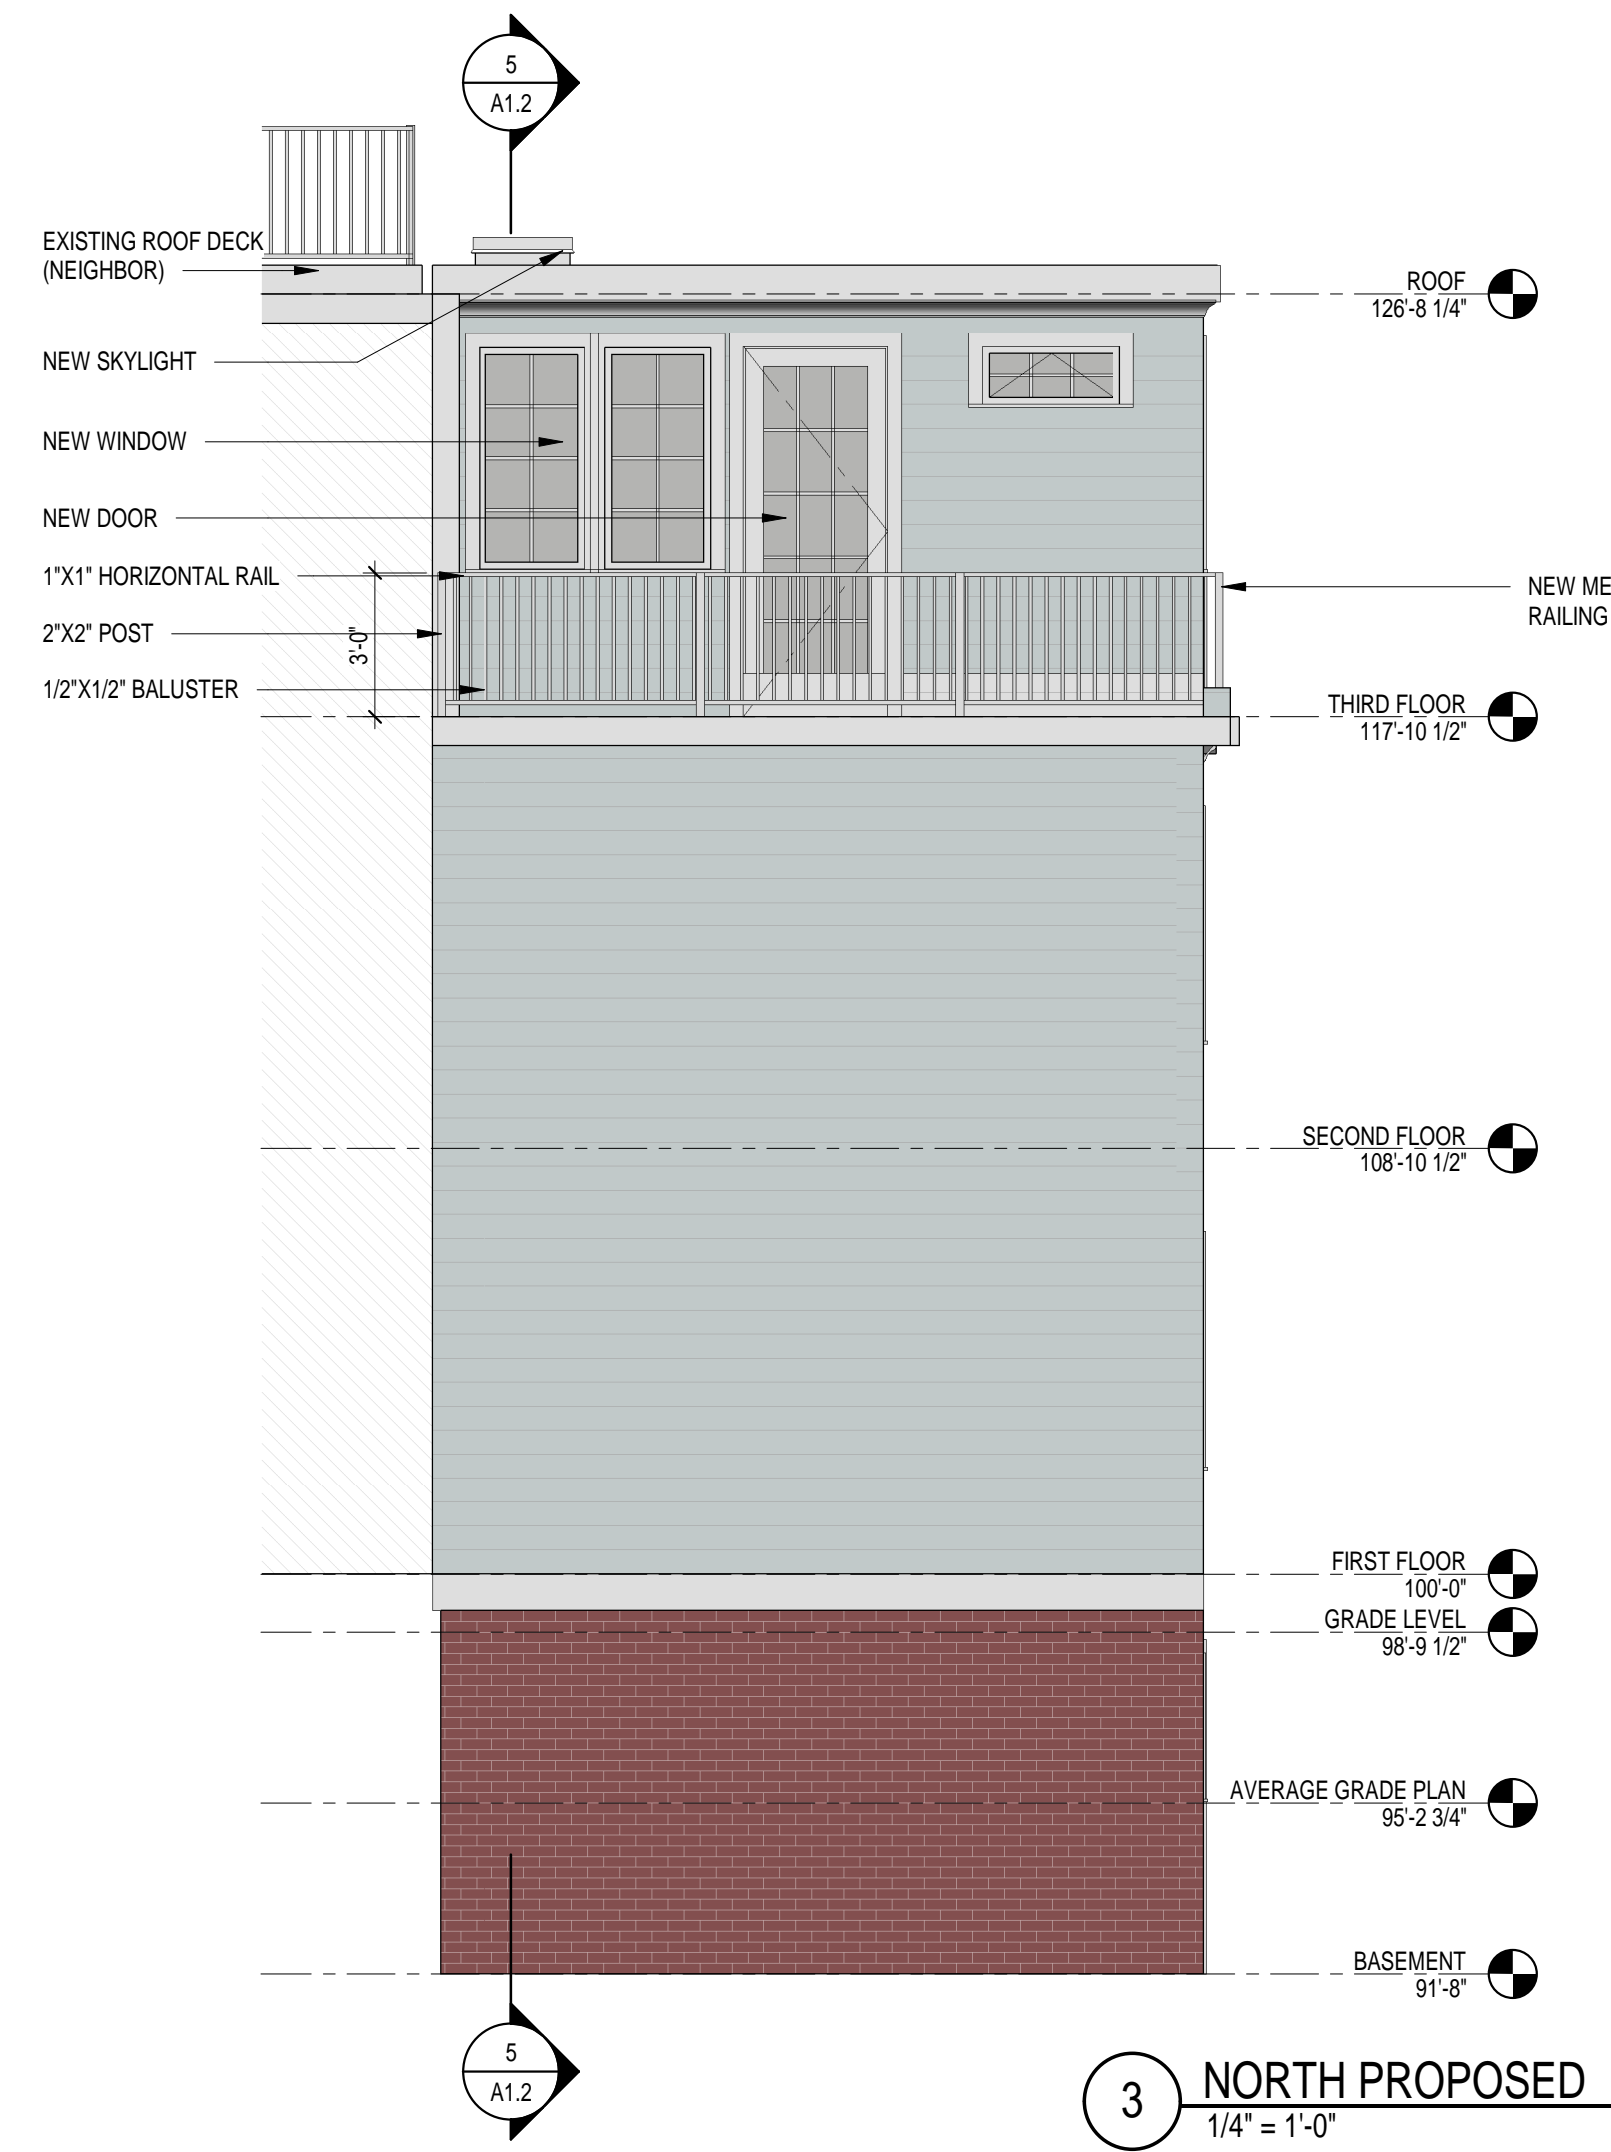 5
A1.2
EXISTING ROOF DECK
(NEIGHBOR)
ROOF
126'-8 1/4"
NEW SKYLIGHT
NEW WINDOW
NEW DOOR
1"X1" HORIZONTAL RAIL
NEW ME
RAILING
2"X2" POST
3'-0"
1/2"X1/2" BALUSTER
THIRD FLOOR
117'-10 1/2"
SECOND FLOOR
108'-10 1/2"
FIRST FLOOR
100'-0"
GRADE LEVEL
98'-9 1/2"
AVERAGE GRADE PLAN
95'-2 3/4"
BASEMENT
91'-8"
5
A1.2
3
NORTH PROPOSED
1/4" = 1'-0"